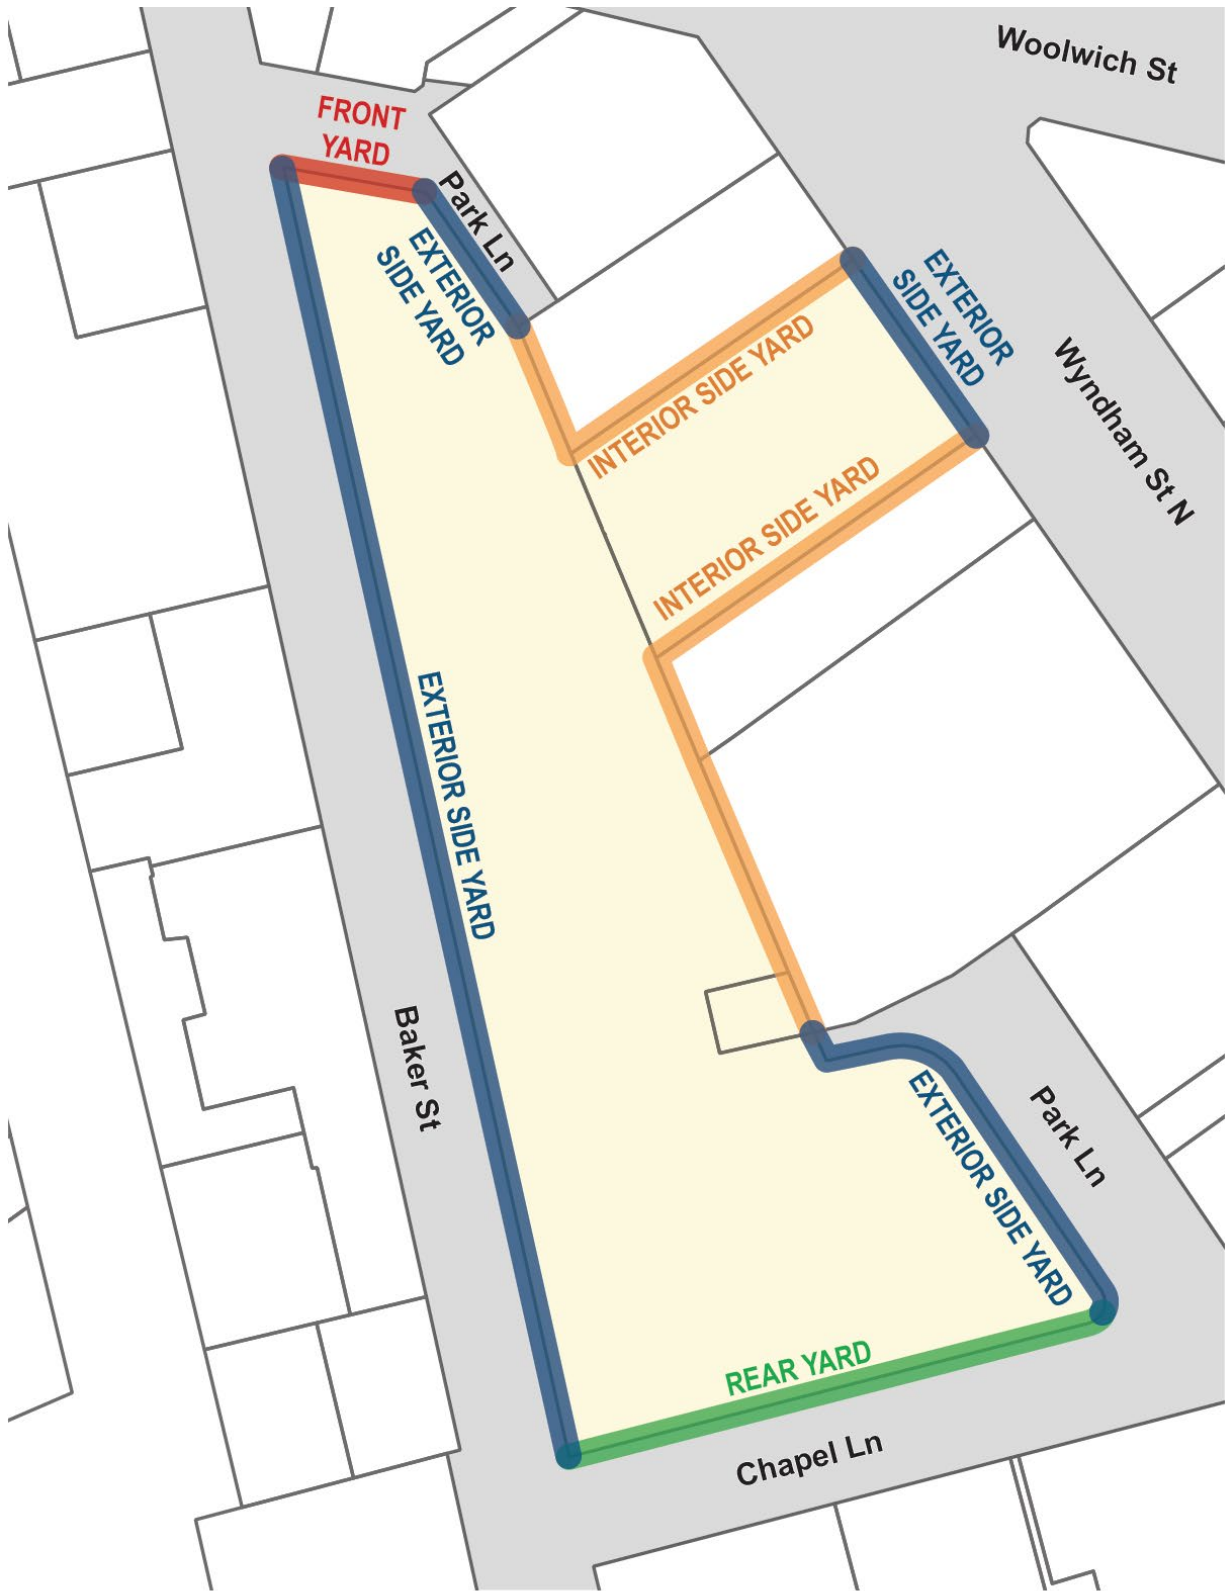 Woolwich St
FRONT
YARD
Park Ln
EXTERIOR
SIDE YARD
EXTERIOR
SIDE YARD
INTERIOR SIDE YARD
Wyndham St N
INTERIOR SIDE YARD
EXTERIOR SIDE YARD
Baker St
EXTERIOR SIDE YARD
Park Ln
REAR YARD
Chapel Ln